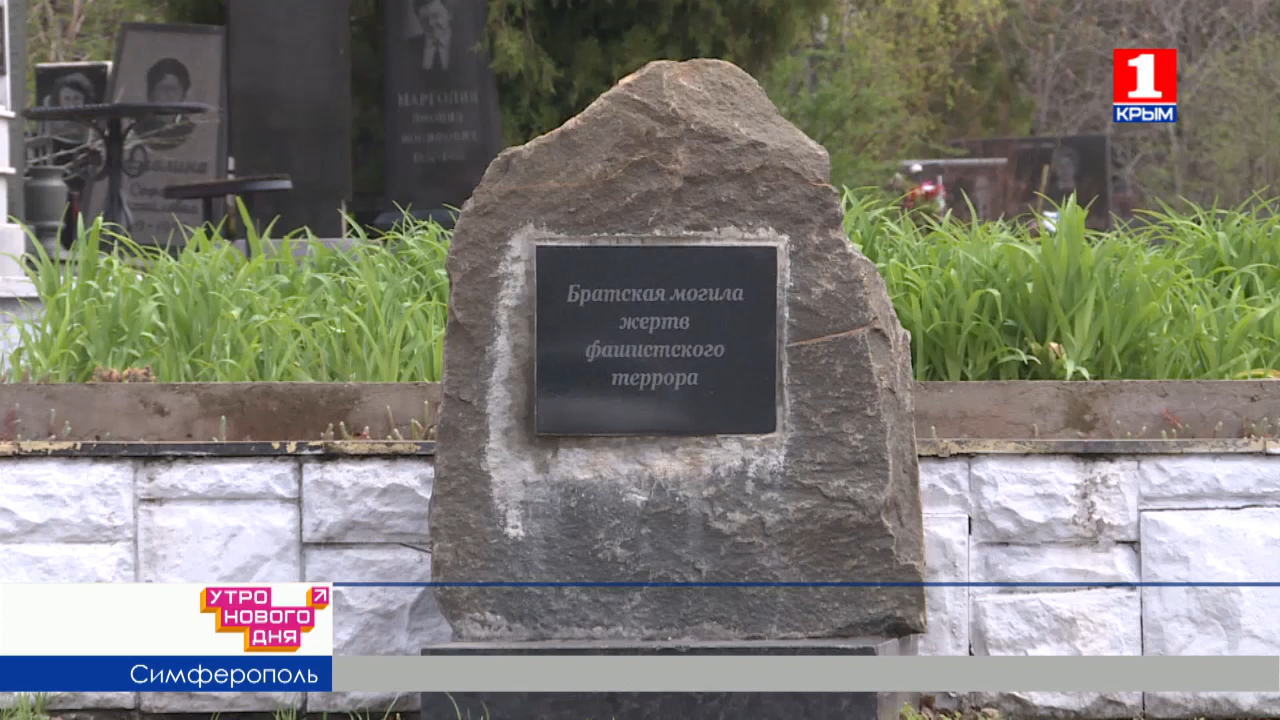 1
КРЫМ
МАРГОЛИН
Братская могила
жертв
фашистского
террора
УТРО
НОВОГО
ДНЯ
Симферополь